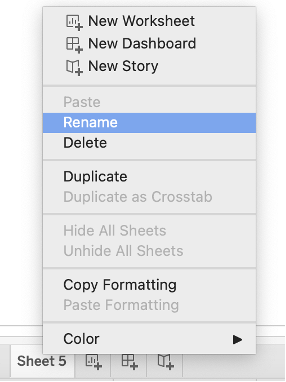 New Worksheet
New Dashboard
New Story
Paste
Rename
Delete
Duplicate
Duplicate as Crosstab
Hide All Sheets
Unhide All Sheets
Copy Formatting
Paste Formatting
Color
Sheet 5